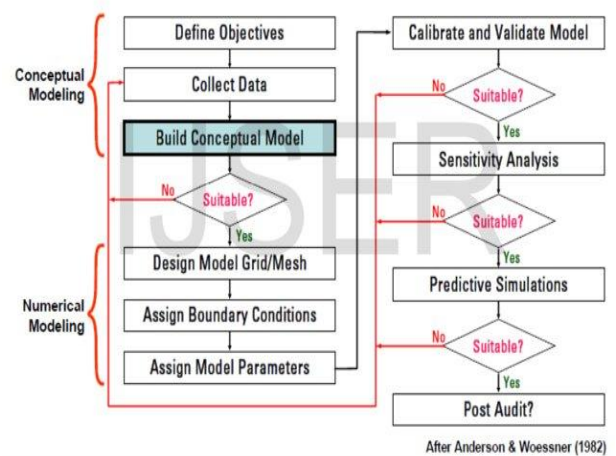 Conceptual
Modeling
Define Objectives
Collect Data
Build Conceptual Model
No
Suitable?
Yes
Numerical
Modeling
Design Model Grid/Mesh
Assign Boundary Conditions
Assign Model Parameters
Calibrate and Validate Model
No
Suitable?
Yes
Sensitivity Analysis
No
Suitable?
Yes
Predictive Simulations
No
Suitable?
Yes
Post Audit?
After Anderson & Woessner (1982)
IJSER